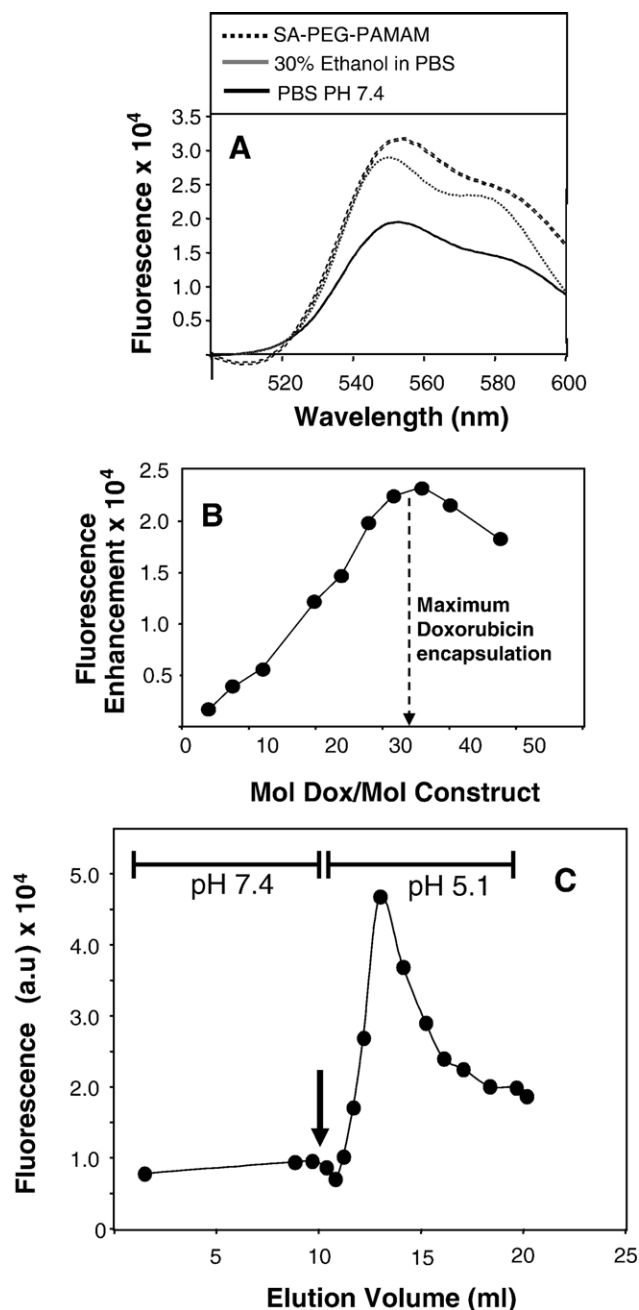 SA-PEG-PAMAM
30% Ethanol in PBS
PBS PH 7.4
A
Fluorescence x 10⁴
3.5
3.0
2.5
2.0
1.5
1.0
0.5
520 540 560 580 600
Wavelength (nm)
B
Fluorescence
Enhancement x 10⁴
2.5
2.0
1.5
1.0
0.5
Maximum
Doxorubicin
encapsulation
0 10 20 30 40 50
Mol Dox/Mol Construct
C
pH 7.4 pH 5.1
Fluorescence (a.u) x 10⁴
5.0
4.0
3.0
2.0
1.0
0
5 10 15 20 25
Elution Volume (ml)